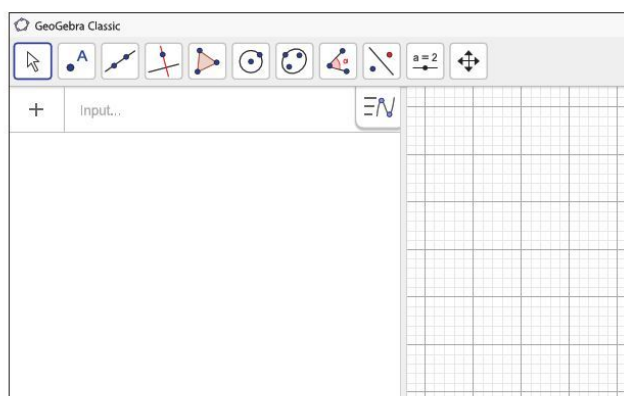 GeoGebra Classic
A
α
a = 2
Input...